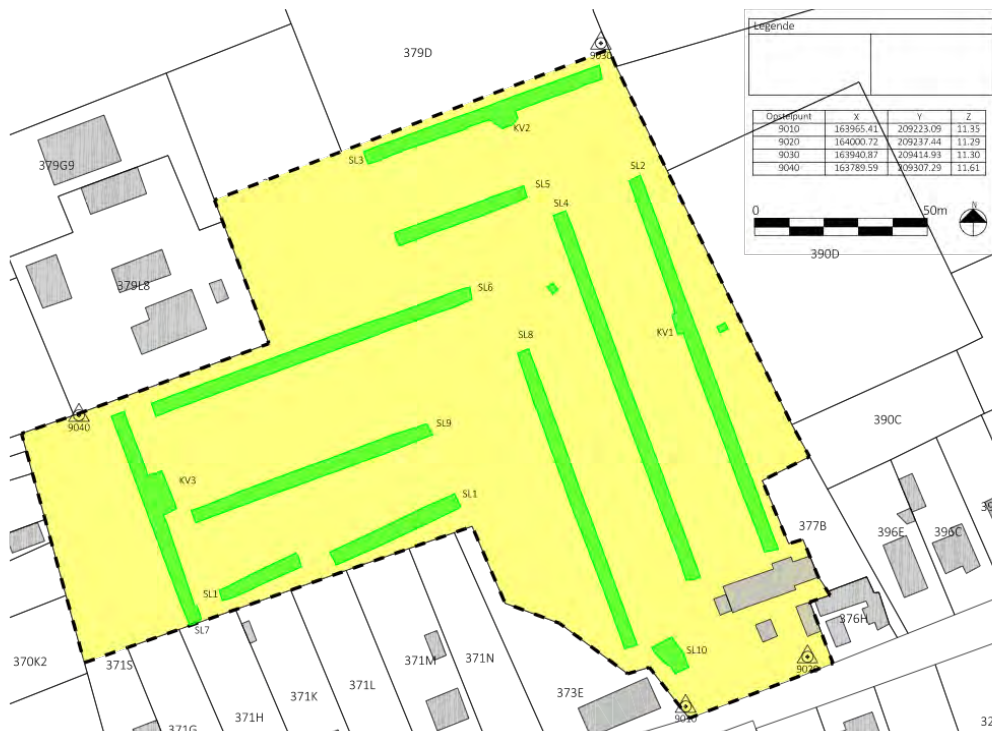 Legende
Opstelpunt X Y Z
9010 163965.41 209223.09 11.35
9020 164000.72 209237.44 11.29
9030 163940.87 209414.93 11.30
9040 163789.59 209307.29 11.61
0 50m
N
390D
379D
9030
KV2
SL3
379G9
SL2
SL5
SL4
379L8
SL6
SL8
KV1
9040
SL9
390C
KV3
SL1
377B
396E
396C
SL1
376H
SL7
SL10
370K2
371S
371M
371N
9020
371L
373E
371K
371H
9010
371G